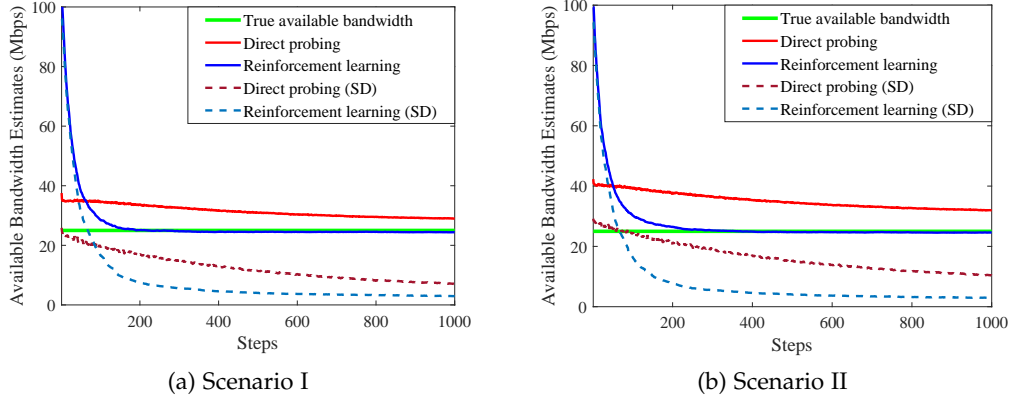 Available Bandwidth Estimates (Mbps)
100
80
60
40
20
0
True available bandwidth
Direct probing
Reinforcement learning
Direct probing (SD)
Reinforcement learning (SD)
200 400 600 800 1000
Steps
(a) Scenario I
Available Bandwidth Estimates (Mbps)
100
80
60
40
20
0
True available bandwidth
Direct probing
Reinforcement learning
Direct probing (SD)
Reinforcement learning (SD)
200 400 600 800 1000
Steps
(b) Scenario II